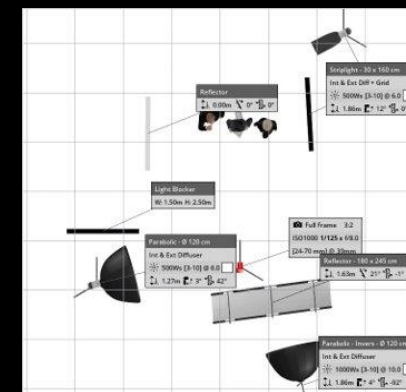 Striplight - 30 x 160 cm
Int & Ext Diff + Grid
500Ws [3-10] @ 6.0
1.86m 12° 0°
Reflector
0.00m 0° 0°
Light Blocker
W: 1.50m H: 2.50m
Full Frame 3:2
ISO1000 1/125 s f/8.0
[24-70 mm] @ 39mm
Parabolic - Ø 120 cm
Int & Ext Diffuser
500Ws [3-10] @ 6.0
1.27m 3° 42°
Reflector - 180 x 245 cm
1.63m 21° -1°
Parabolic - Invers - Ø 120 cm
Int & Ext Diffuser
1000Ws [3-10] @ 10.0
1.86m 4° -92°